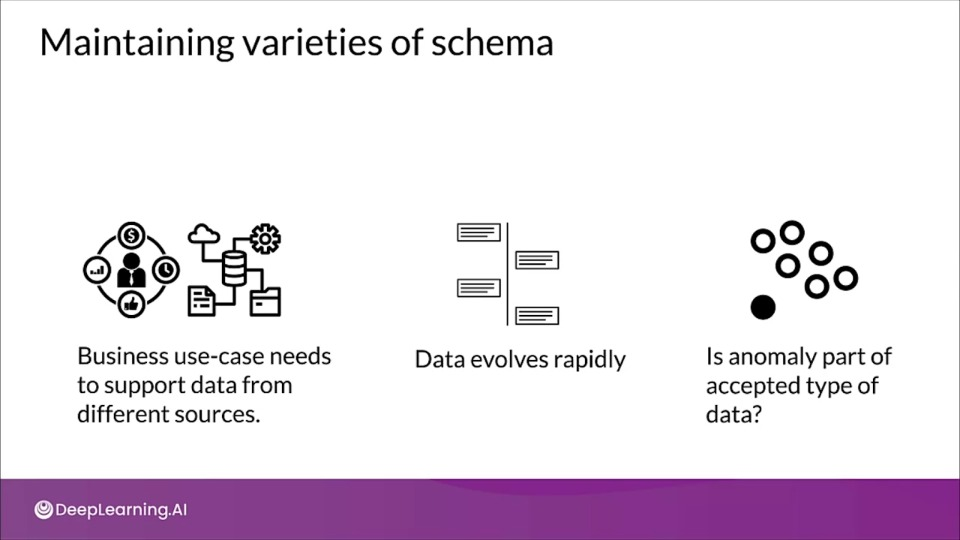 Maintaining varieties of schema
Business use-case needs
to support data from
different sources.
Data evolves rapidly
Is anomaly part of
accepted type of
data?
DeepLearning.AI